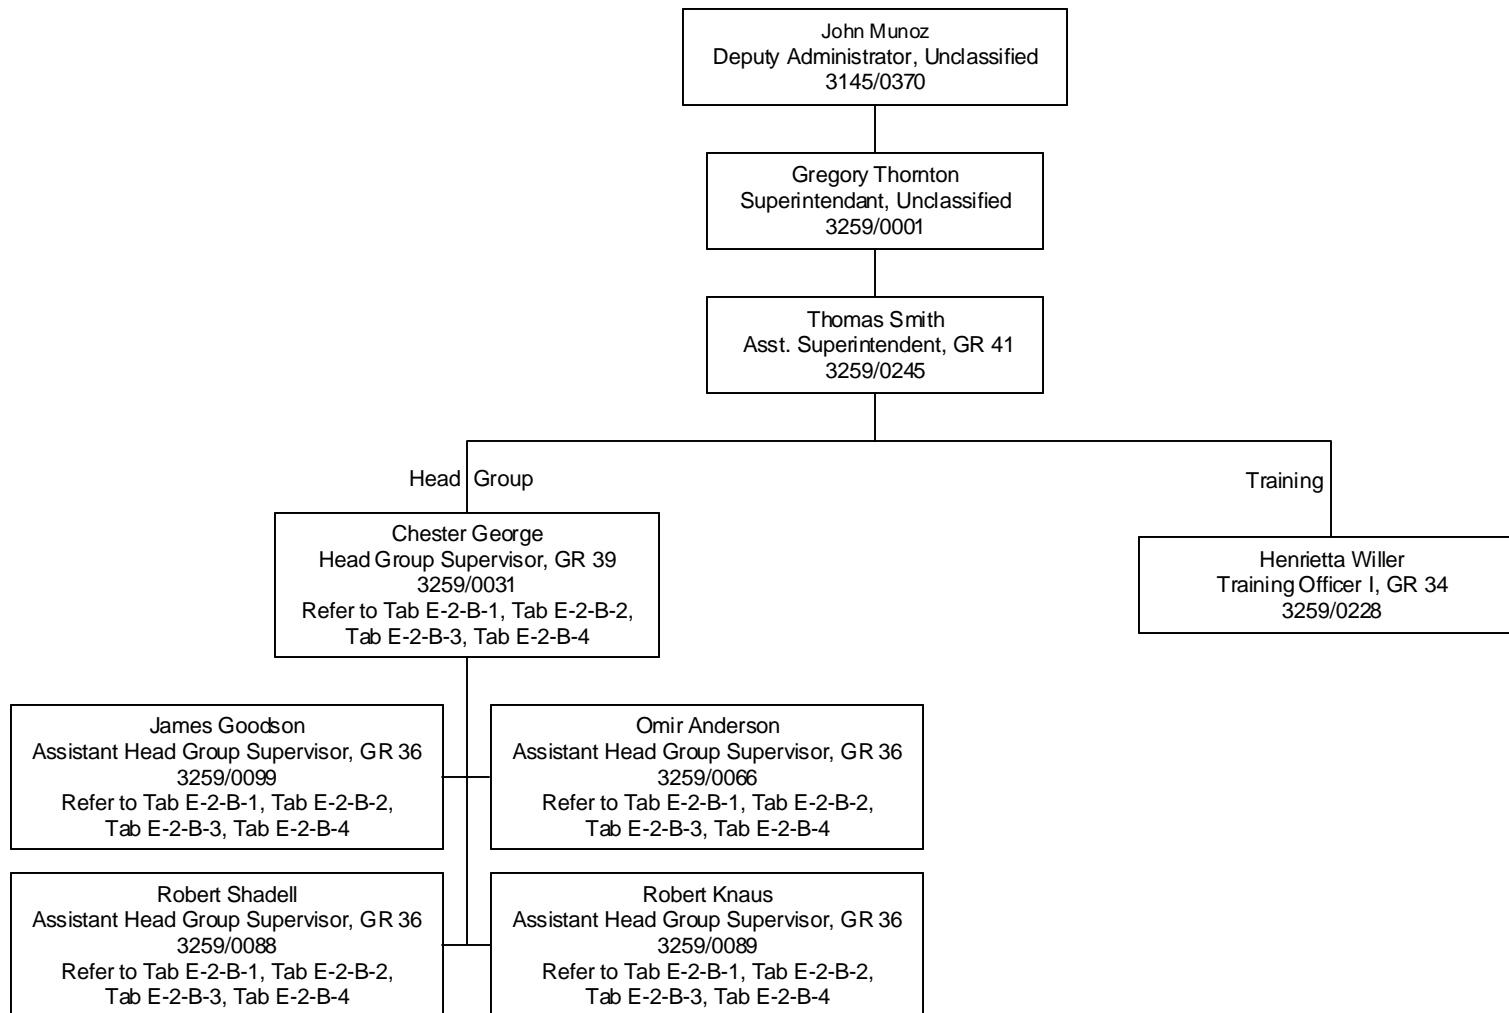 John Munoz
Deputy Administrator, Unclassified
3145/0370
Gregory Thornton
Superintendant, Unclassified
3259/0001
Thomas Smith
Asst. Superintendent, GR 41
3259/0245
Head Group
Training
Chester George
Head Group Supervisor, GR 39
3259/0031
Refer to Tab E-2-B-1, Tab E-2-B-2,
Tab E-2-B-3, Tab E-2-B-4
Henrietta Willer
Training Officer I, GR 34
3259/0228
James Goodson
Assistant Head Group Supervisor, GR 36
3259/0099
Refer to Tab E-2-B-1, Tab E-2-B-2,
Tab E-2-B-3, Tab E-2-B-4
Omir Anderson
Assistant Head Group Supervisor, GR 36
3259/0066
Refer to Tab E-2-B-1, Tab E-2-B-2,
Tab E-2-B-3, Tab E-2-B-4
Robert Shadell
Assistant Head Group Supervisor, GR 36
3259/0088
Refer to Tab E-2-B-1, Tab E-2-B-2,
Tab E-2-B-3, Tab E-2-B-4
Robert Knaus
Assistant Head Group Supervisor, GR 36
3259/0089
Refer to Tab E-2-B-1, Tab E-2-B-2,
Tab E-2-B-3, Tab E-2-B-4